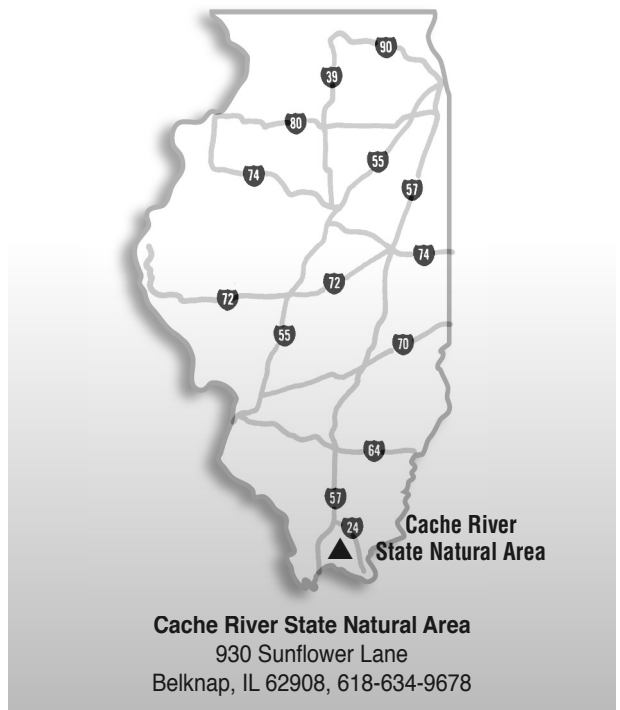 90
39
80
55
74
57
74
72
72
55
70
64
57
24
Cache River
State Natural Area
Cache River State Natural Area
930 Sunflower Lane
Belknap, IL 62908, 618-634-9678